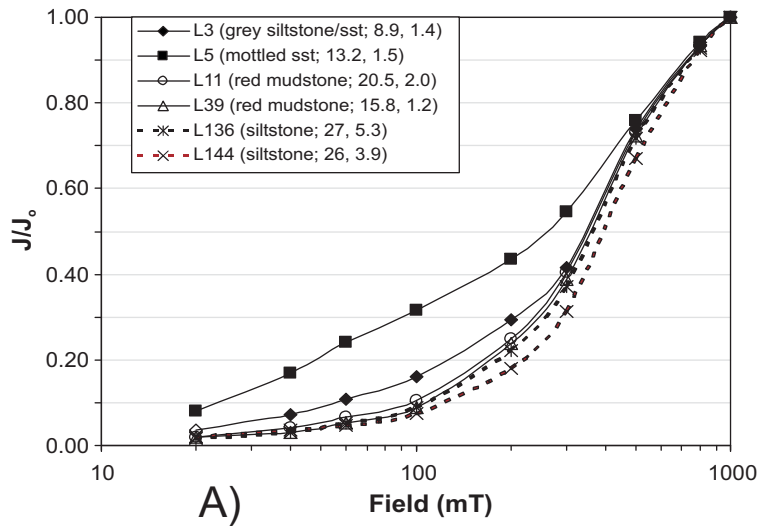 1.00
0.80
0.60
0.40
0.20
0.00
J/Jo
L3 (grey siltstone/sst; 8.9, 1.4)
L5 (mottled sst; 13.2, 1.5)
L11 (red mudstone; 20.5, 2.0)
L39 (red mudstone; 15.8, 1.2)
L136 (siltstone; 27, 5.3)
L144 (siltstone; 26, 3.9)
10 100 1000
A) Field (mT)